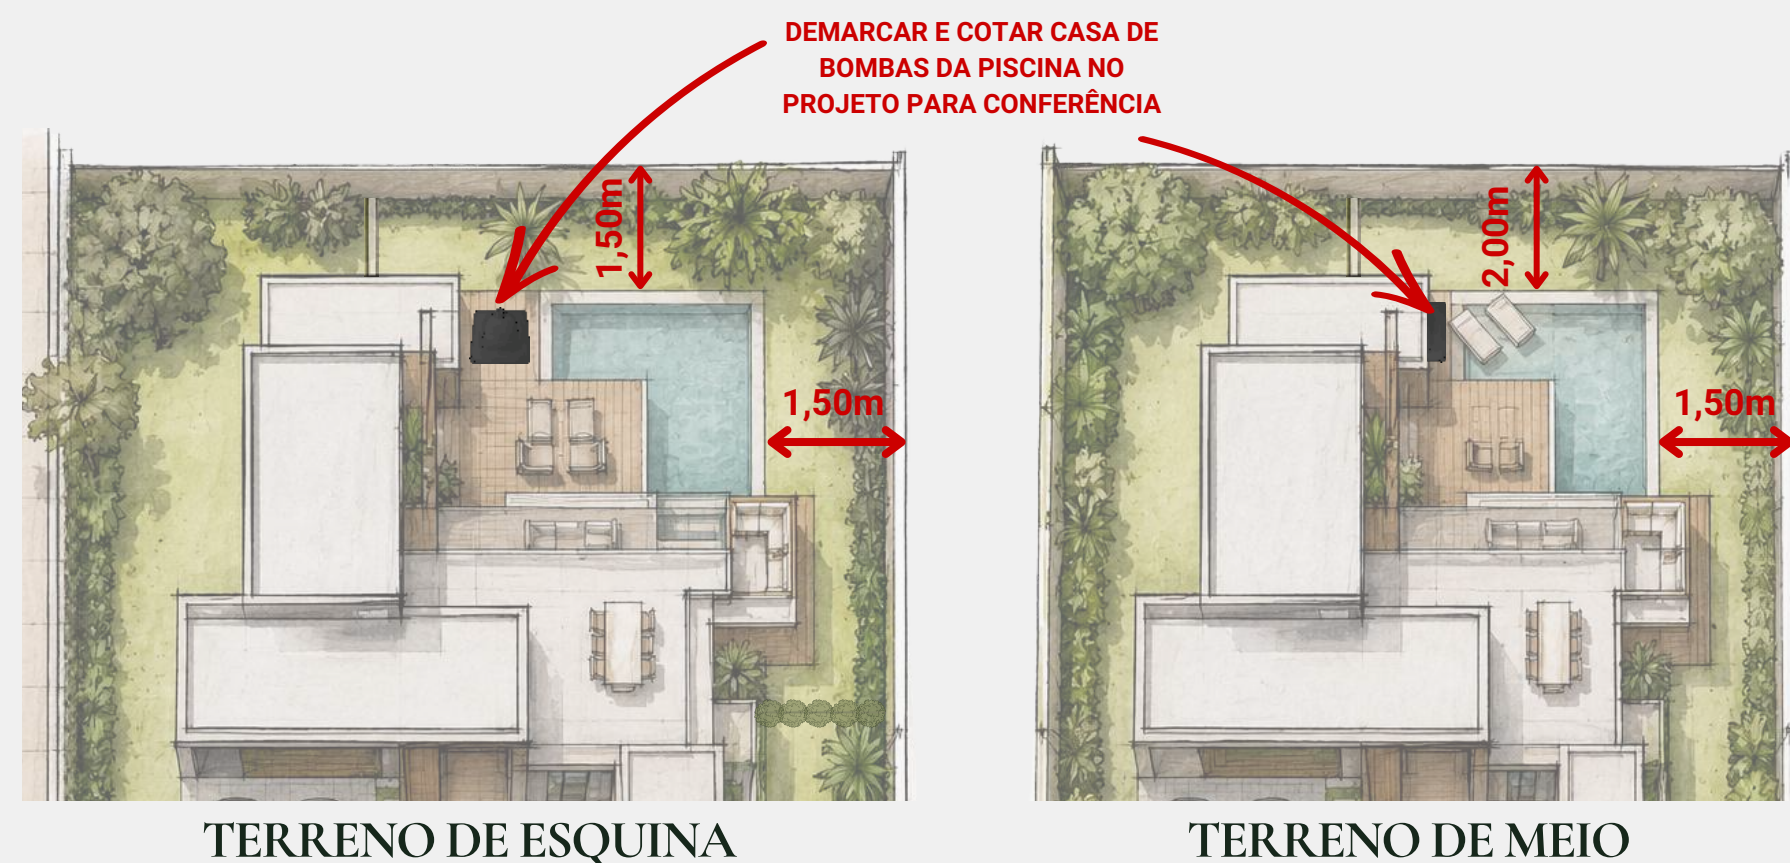 DEMARCAR E COTAR CASA DE
BOMBAS DA PISCINA NO
PROJETO PARA CONFERÊNCIA
1,50m
1,50m
2,00m
1,50m
TERRENO DE ESQUINA
TERRENO DE MEIO